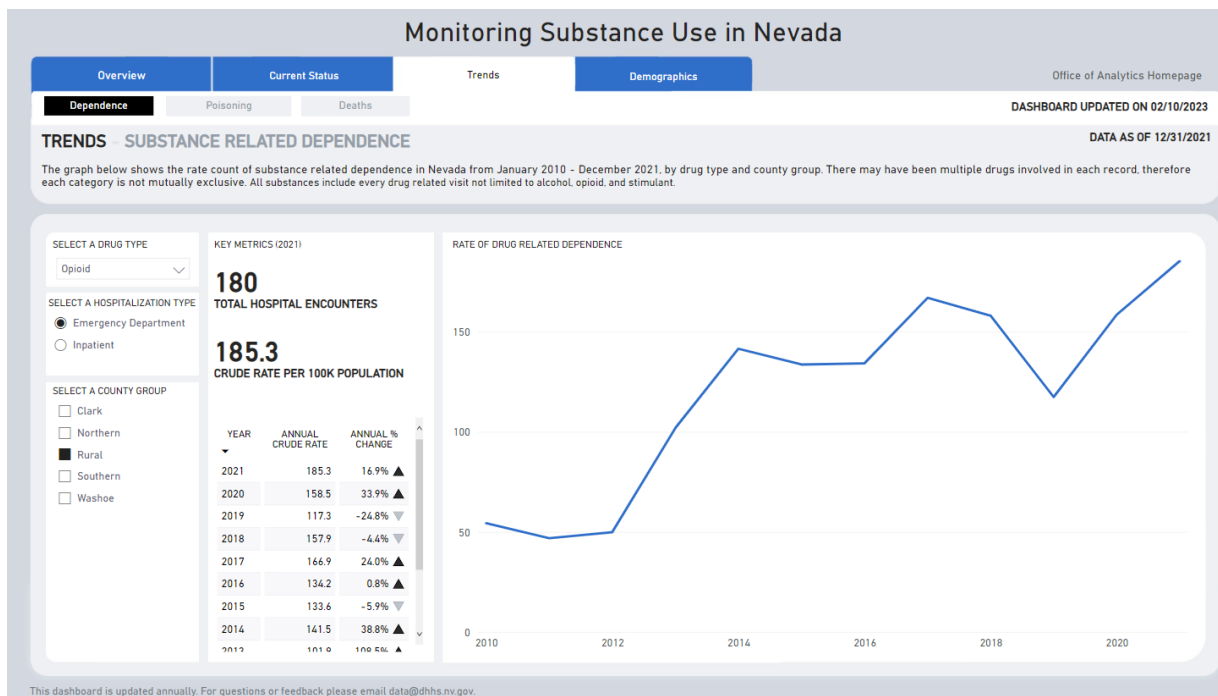 Monitoring Substance Use in Nevada
Overview
Current Status
Trends
Demographics
Office of Analytics Homepage
Dependence
Poisoning
Deaths
DASHBOARD UPDATED ON 02/10/2023
TRENDS - SUBSTANCE RELATED DEPENDENCE
DATA AS OF 12/31/2021
The graph below shows the rate count of substance related dependence in Nevada from January 2010 - December 2021, by drug type and county group. There may have been multiple drugs involved in each record, therefore
each category is not mutually exclusive. All substances include every drug related visit not limited to alcohol, opioid, and stimulant.
SELECT A DRUG TYPE
Opioid
SELECT A HOSPITALIZATION TYPE
Emergency Department
Inpatient
SELECT A COUNTY GROUP
Clark
Northern
Rural
Southern
Washoe
KEY METRICS (2021)
180
TOTAL HOSPITAL ENCOUNTERS
185.3
CRUDE RATE PER 100K POPULATION
YEAR ANNUAL CRUDE RATE ANNUAL % CHANGE
2021 185.3 16.9%
2020 158.5 33.9%
2019 117.3 -24.8%
2018 157.9 -4.4%
2017 166.9 24.0%
2016 134.2 0.8%
2015 133.6 -5.9%
2014 141.5 38.8%
2013 101.9 108.5%
RATE OF DRUG RELATED DEPENDENCE
150
100
50
0
2010 2012 2014 2016 2018 2020
This dashboard is updated annually. For questions or feedback please email data@dhhs.nv.gov.